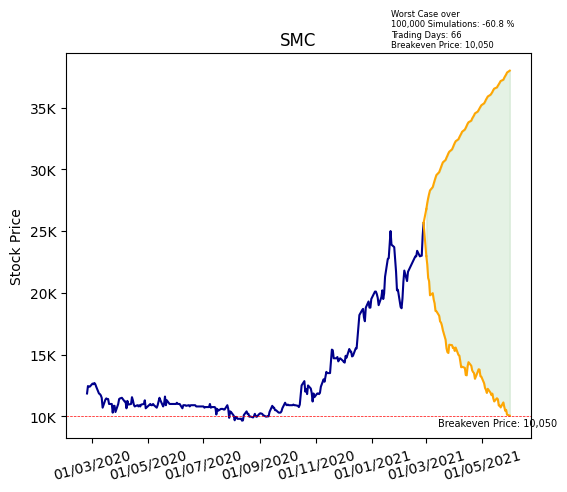 Worst Case over
100,000 Simulations: -60.8 %
Trading Days: 66
Breakeven Price: 10,050
SMC
Stock Price
35K
30K
25K
20K
15K
10K
Breakeven Price: 10,050
01/03/2020
01/05/2020
01/07/2020
01/09/2020
01/11/2020
01/01/2021
01/03/2021
01/05/2021